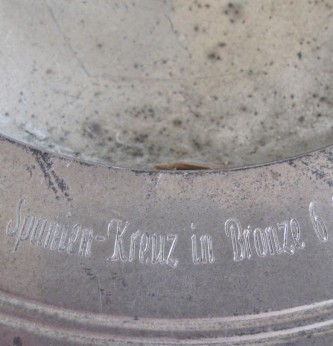 Spanien-Kreuz in Bronze 6